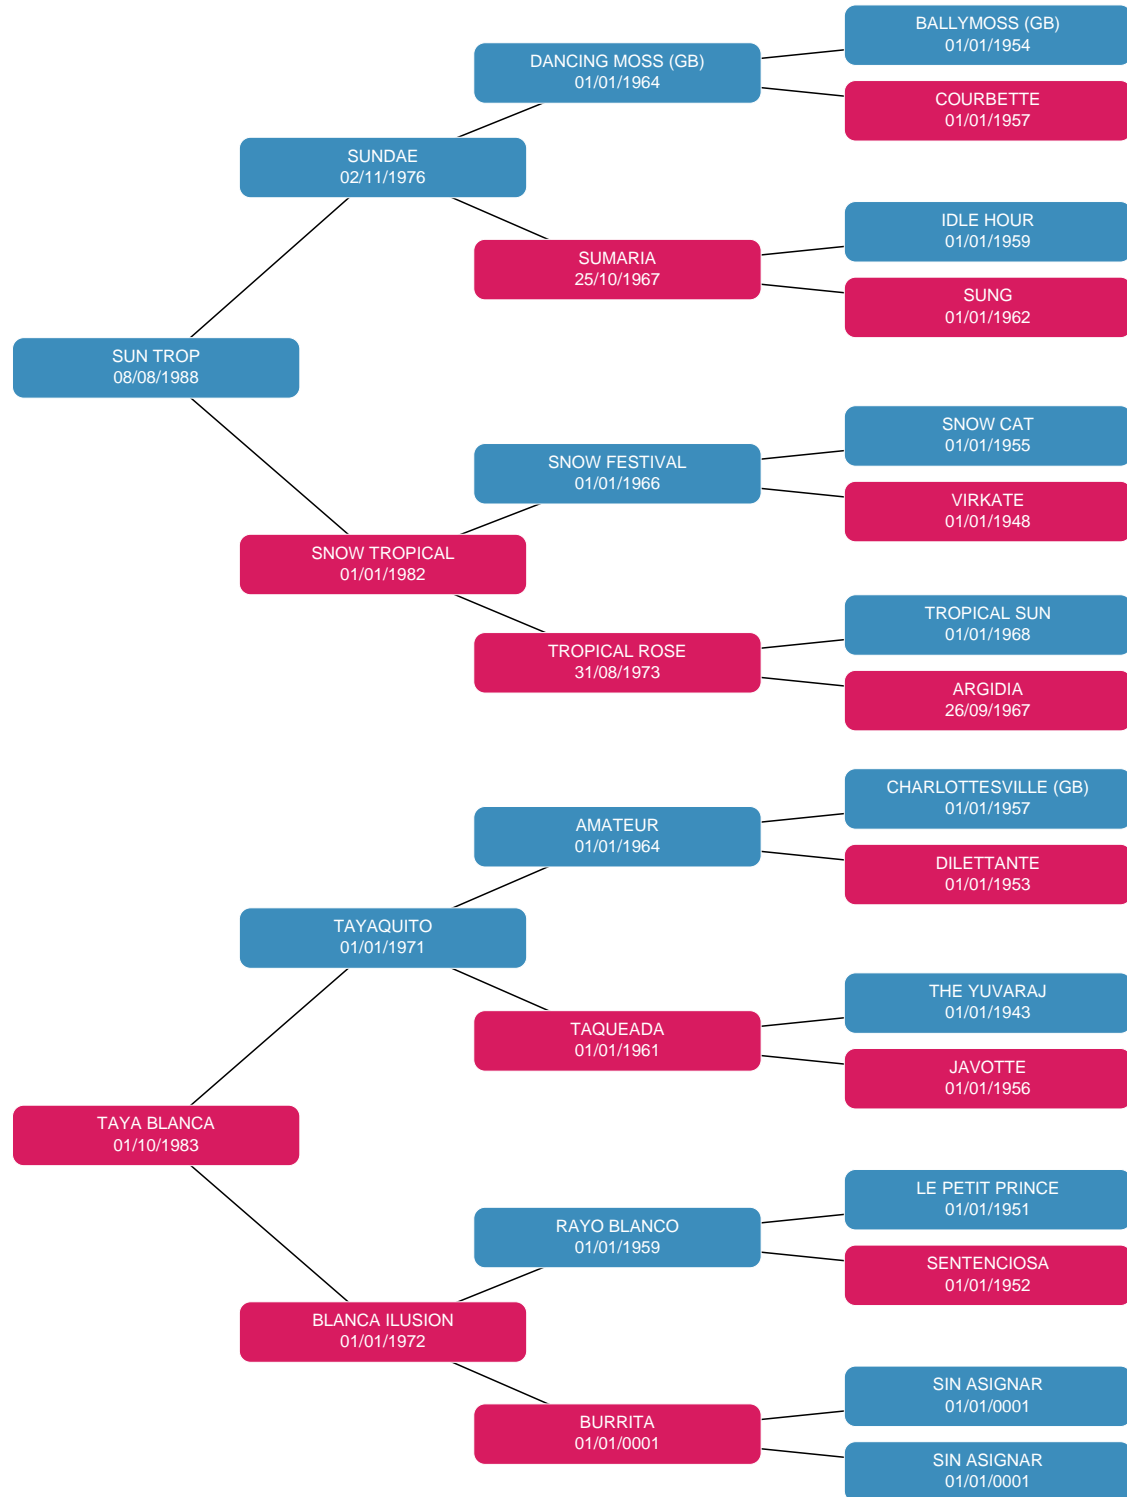 BALLYMOSS (GB)
01/01/1954
DANCING MOSS (GB)
01/01/1964
COURBETTE
01/01/1957
SUNDAE
02/11/1976
IDLE HOUR
01/01/1959
SUMARIA
25/10/1967
SUNG
01/01/1962
SUN TROP
08/08/1988
SNOW CAT
01/01/1955
SNOW FESTIVAL
01/01/1966
VIRKATE
01/01/1948
SNOW TROPICAL
01/01/1982
TROPICAL SUN
01/01/1968
TROPICAL ROSE
31/08/1973
ARGIDIA
26/09/1967
CHARLOTTESVILLE (GB)
01/01/1957
AMATEUR
01/01/1964
DILETTANTE
01/01/1953
TAYAQUITO
01/01/1971
THE YUVARAJ
01/01/1943
TAQUEADA
01/01/1961
JAVOTTE
01/01/1956
TAYA BLANCA
01/10/1983
LE PETIT PRINCE
01/01/1951
RAYO BLANCO
01/01/1959
SENTENCIOSA
01/01/1952
BLANCA ILUSION
01/01/1972
SIN ASIGNAR
01/01/0001
BURRITA
01/01/0001
SIN ASIGNAR
01/01/0001